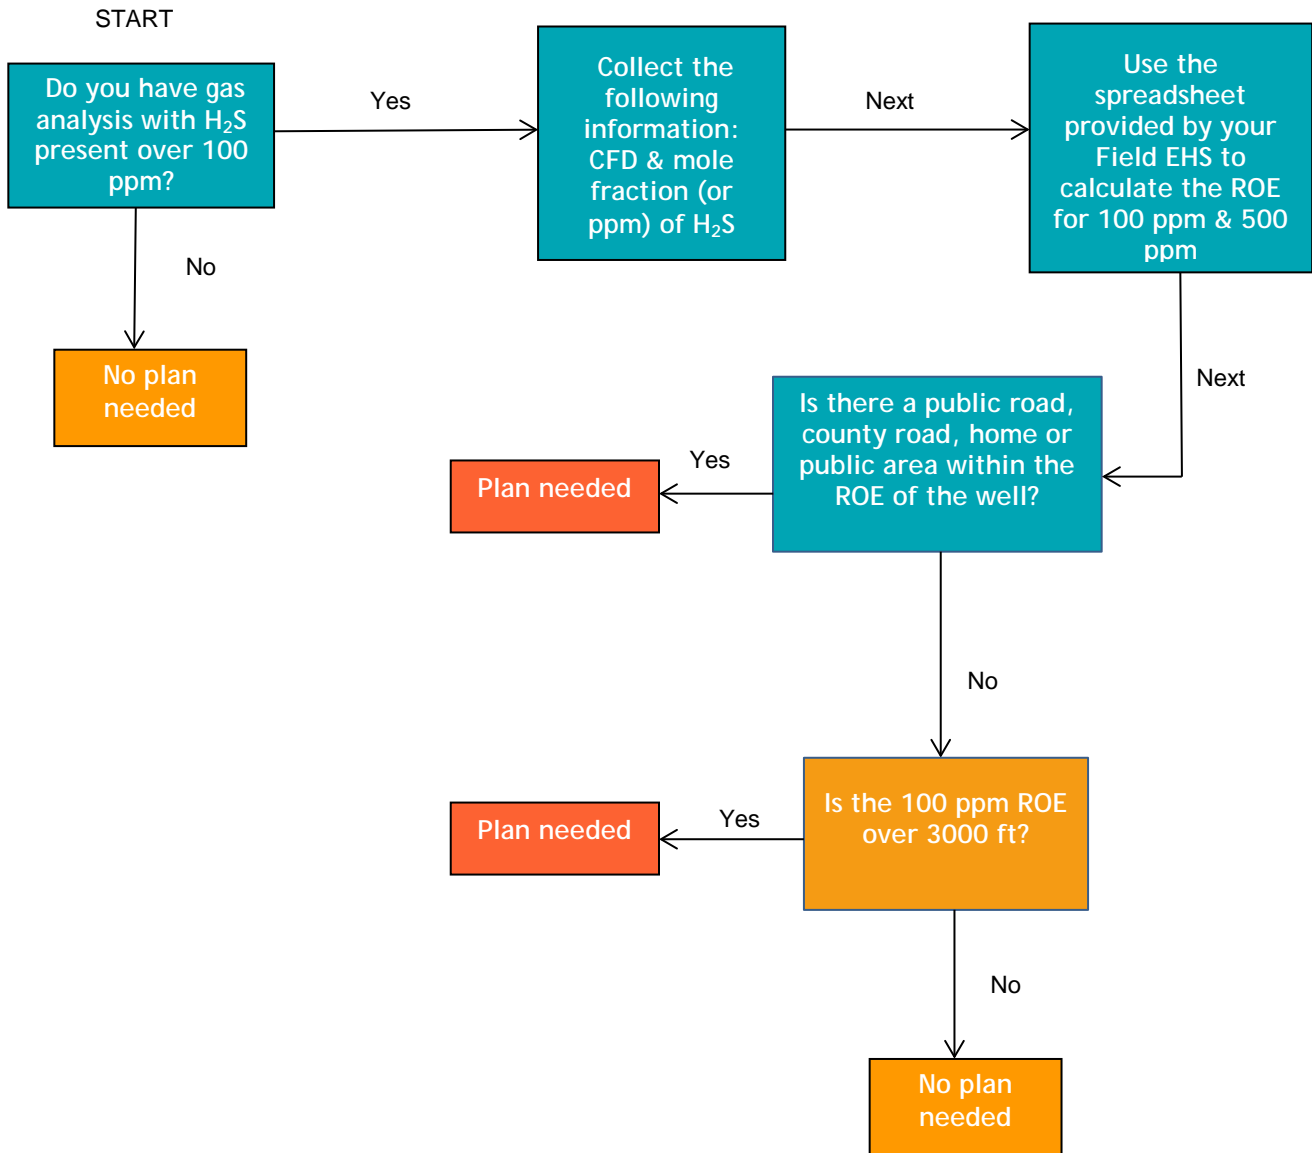 START
Do you have gas
analysis with H₂S
present over 100
ppm?
Yes
Collect the
following
information:
CFD & mole
fraction (or
ppm) of H₂S
Next
Use the
spreadsheet
provided by your
Field EHS to
calculate the ROE
for 100 ppm & 500
ppm
No
No plan
needed
Next
Is there a public road,
county road, home or
public area within the
ROE of the well?
Yes
Plan needed
No
Is the 100 ppm ROE
over 3000 ft?
Yes
Plan needed
No
No plan
needed